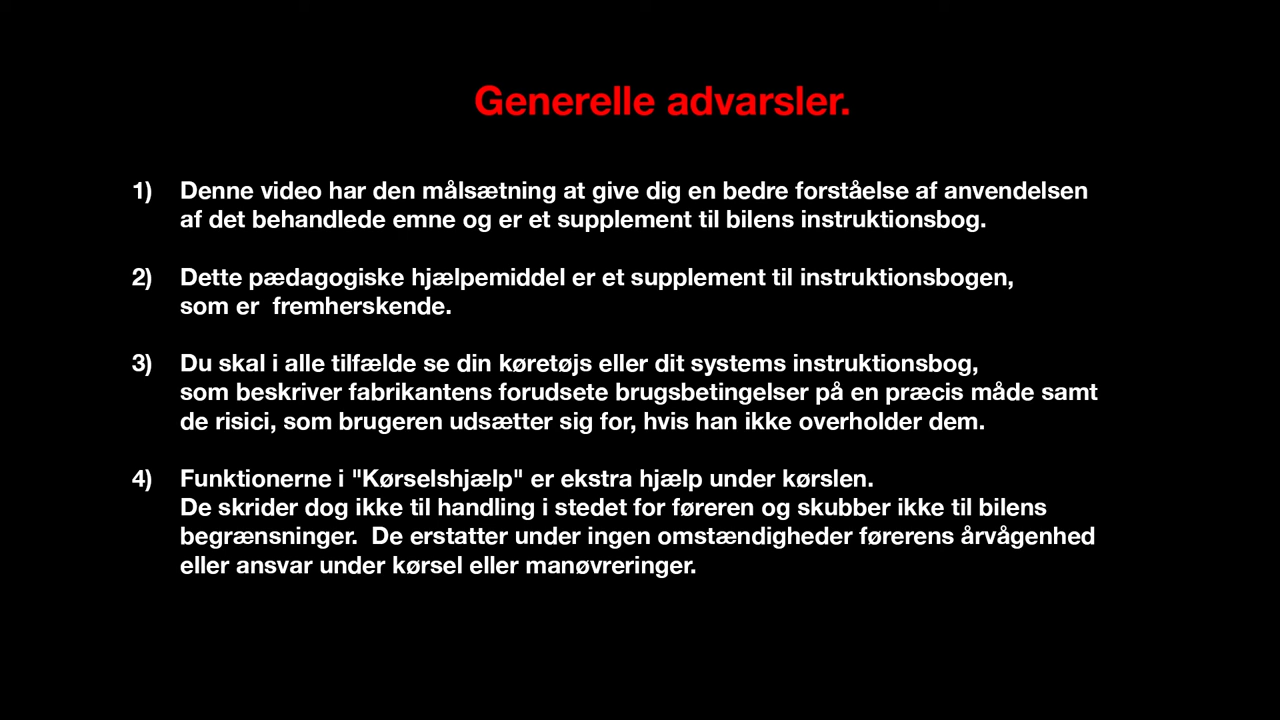 Generelle advarsler.
1) Denne video har den målsætning at give dig en bedre forståelse af anvendelsen
af det behandlede emne og er et supplement til bilens instruktionsbog.
2) Dette pædagogiske hjælpemiddel er et supplement til instruktionsbogen,
som er  fremherskende.
3) Du skal i alle tilfælde se din køretøjs eller dit systems instruktionsbog,
som beskriver fabrikantens forudsete brugsbetingelser på en præcis måde samt
de risici, som brugeren udsætter sig for, hvis han ikke overholder dem.
4) Funktionerne i "Kørselshjælp" er ekstra hjælp under kørslen.
De skrider dog ikke til handling i stedet for føreren og skubber ikke til bilens
begrænsninger.  De erstatter under ingen omstændigheder førerens årvågenhed
eller ansvar under kørsel eller manøvreringer.